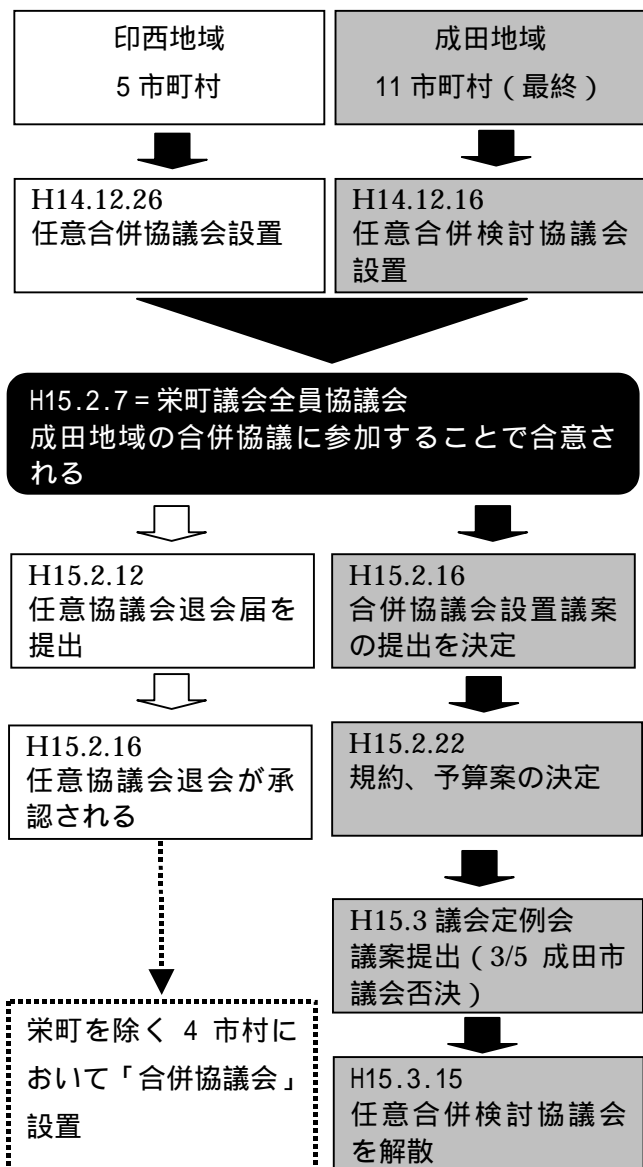 印西地域
5 市町村
成田地域
11 市町村（最終）
H14.12.26
任意合併協議会設置
H14.12.16
任意合併検討協議会
設置
H15.2.7＝栄町議会全員協議会
成田地域の合併協議に参加することで合意さ
れる
H15.2.12
任意協議会退会届を
提出
H15.2.16
合併協議会設置議案
の提出を決定
H15.2.16
任意協議会退会が承
認される
H15.2.22
規約、予算案の決定
H15.3 議会定例会
議案提出（3/5 成田市
議会否決）
栄町を除く 4 市村に
おいて「合併協議会」
設置
H15.3.15
任意合併検討協議会
を解散